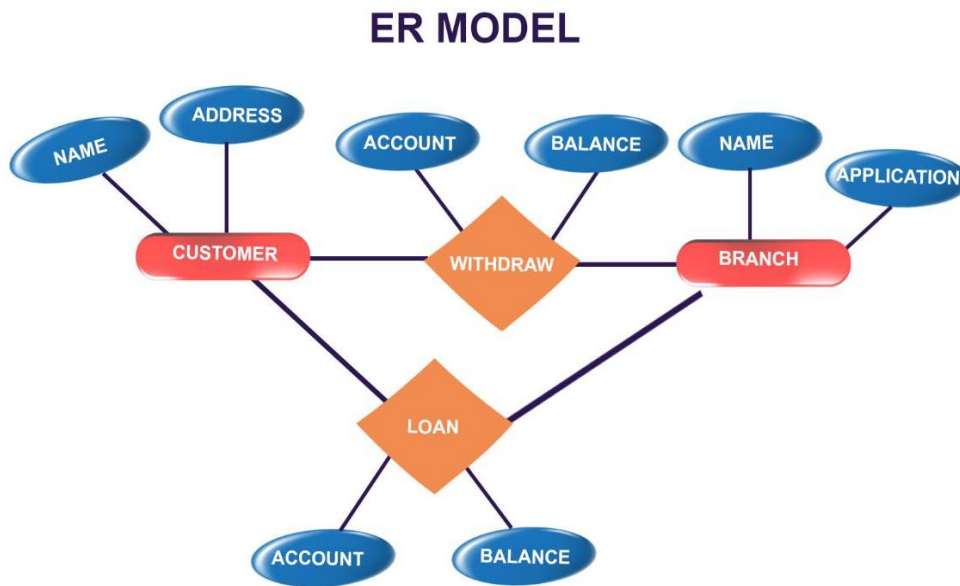 ER MODEL
NAME
ADDRESS
ACCOUNT
BALANCE
NAME
APPLICATION
CUSTOMER
WITHDRAW
BRANCH
LOAN
ACCOUNT
BALANCE